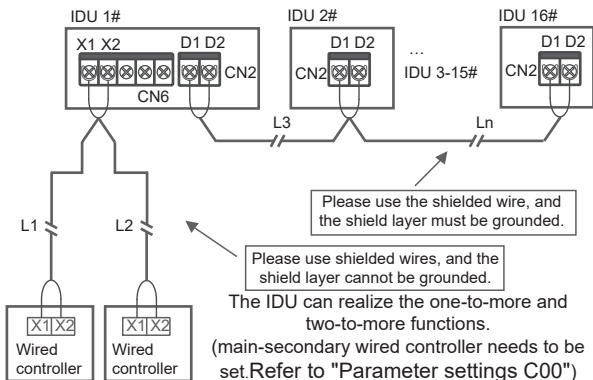 IDU 1#
IDU 2#
IDU 16#
X1 X2
D1 D2
CN2
CN6
D1 D2
CN2
...
IDU 3-15#
D1 D2
CN2
L3
Ln
Please use the shielded wire, and
the shield layer must be grounded.
L1
L2
Please use shielded wires, and the
shield layer cannot be grounded.
The IDU can realize the one-to-more and
two-to-more functions.
(main-secondary wired controller needs to be
set.Refer to "Parameter settings C00")
X1 X2
Wired
controller
X1 X2
Wired
controller